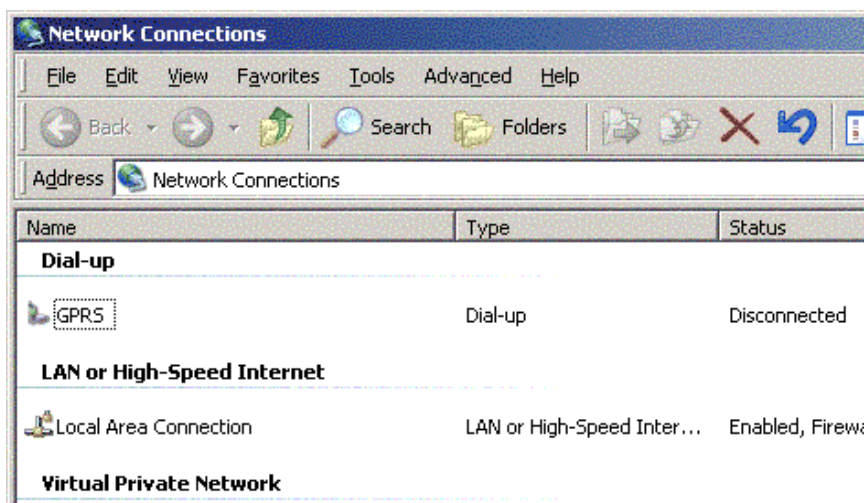 Network Connections
File Edit View Favorites Tools Advanced Help
Back Search Folders
Address Network Connections
Name Type Status
Dial-up
GPRS Dial-up Disconnected
LAN or High-Speed Internet
Local Area Connection LAN or High-Speed Inter... Enabled, Firewa
Virtual Private Network